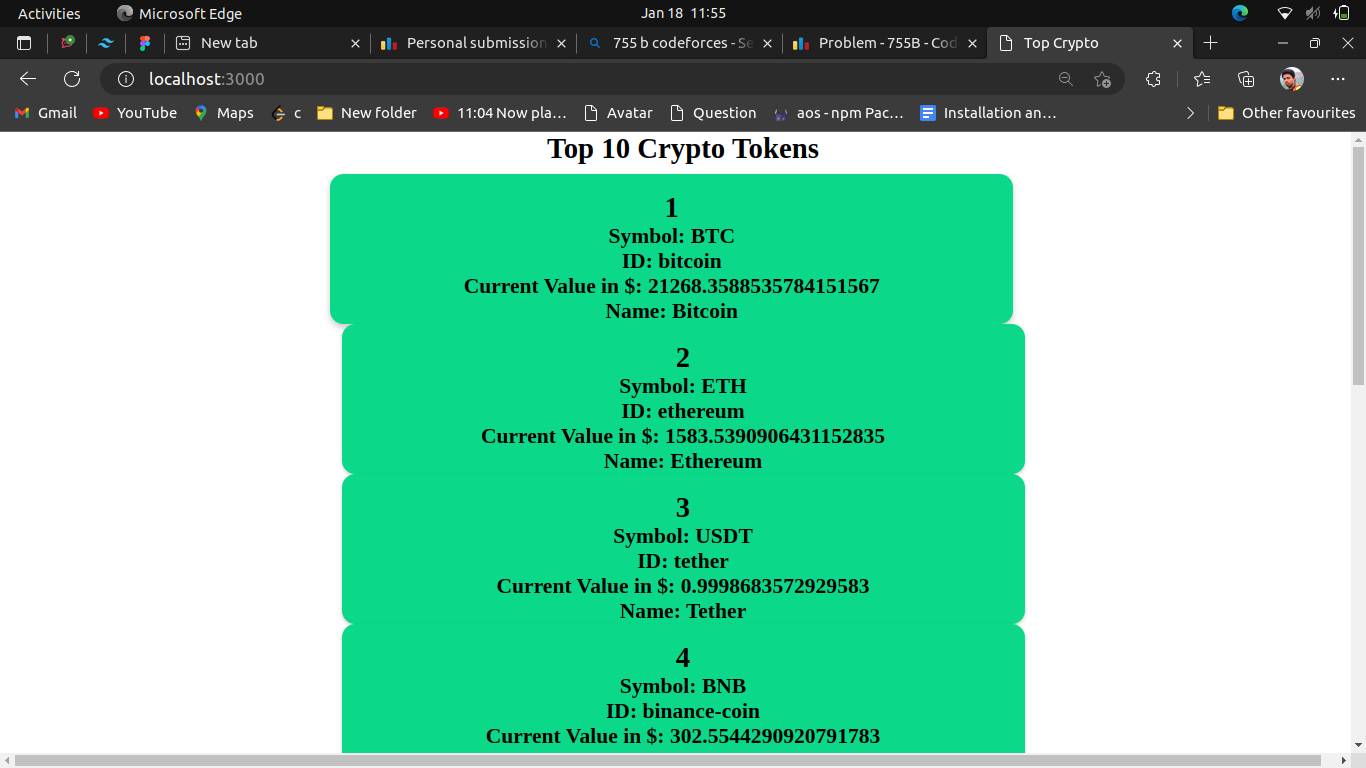 Activities Microsoft Edge Jan 18 11:55
New tab Personal submission 755 b codeforces - Se Problem - 755B - Cod Top Crypto
localhost:3000
Gmail YouTube Maps c New folder 11:04 Now pla... Avatar Question aos - npm Pac... Installation an... Other favourites
Top 10 Crypto Tokens
1
Symbol: BTC
ID: bitcoin
Current Value in $: 21268.3588535784151567
Name: Bitcoin
2
Symbol: ETH
ID: ethereum
Current Value in $: 1583.5390906431152835
Name: Ethereum
3
Symbol: USDT
ID: tether
Current Value in $: 0.9998683572929583
Name: Tether
4
Symbol: BNB
ID: binance-coin
Current Value in $: 302.5544290920791783